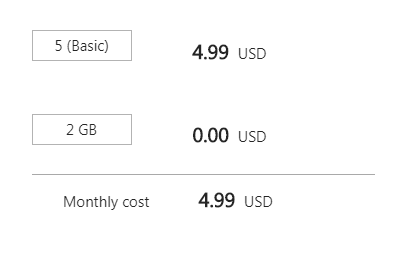 5 (Basic) 4.99 USD
2 GB 0.00 USD
Monthly cost 4.99 USD